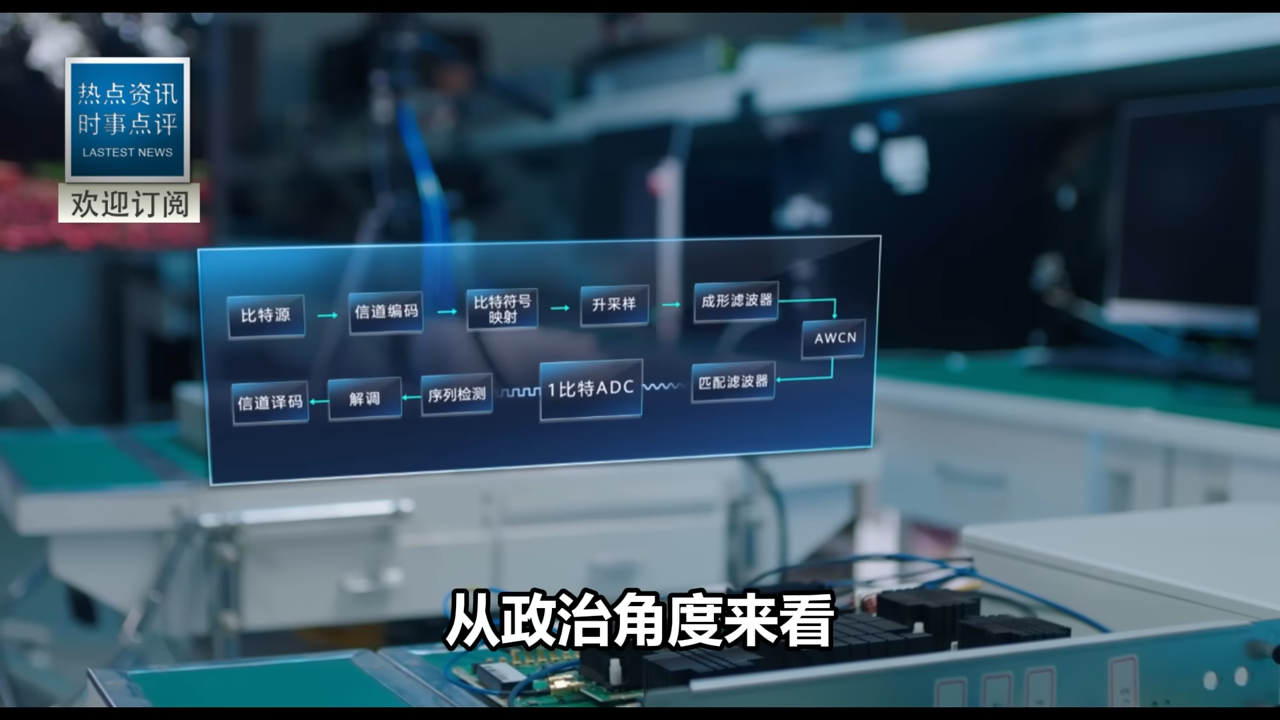 热点资讯
时事点评
LASTEST NEWS
欢迎订阅
比特源
信道编码
比特符号
映射
升采样
成形滤波器
AWCN
匹配滤波器
1比特ADC
序列检测
解调
信道译码
从政治角度来看